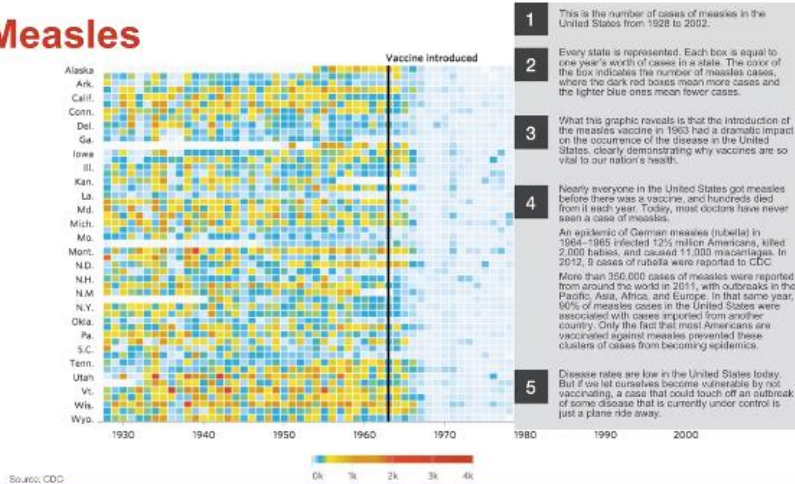 Measles
Vaccine introduced
Alaska
Ark.
Calif.
Conn.
Del.
Ga.
Iowa
Ill.
Kan.
La.
Md.
Mich.
Mo.
Mont.
N.D.
N.H.
N.M
N.Y.
Okla.
Pa.
S.C.
Tenn.
Utah
Vt.
Wis.
Wyo.
1930 1940 1950 1960 1970 1980 1990 2000
0k 1k 2k 3k 4k
Source: CDC
1
This is the number of cases of measles in the
United States from 1928 to 2002.
2
Every state is represented. Each box is equal to
one year's worth of cases in a state. The color of
the box indicates the number of measles cases,
where the dark red boxes mean more cases and
the lighter blue ones mean fewer cases.
3
What this graphic reveals is that the introduction of
the measles vaccine in 1963 had a dramatic impact
on the occurrence of the disease in the United
States, clearly demonstrating why vaccines are so
vital to our nation's health.
4
Nearly everyone in the United States got measles
before there was a vaccine, and hundreds died
from it each year. Today, most doctors have never
seen a case of measles.
An epidemic of German measles (rubella) in
1964–1965 infected 12½ million Americans, killed
2,000 babies, and caused 11,000 miscarriages. In
2012, 9 cases of rubella were reported to CDC.
More than 350,000 cases of measles were reported
from around the world in 2011, with outbreaks in the
Pacific, Asia, Africa, and Europe. In that same year,
90% of measles cases in the United States were
associated with cases imported from another
country. Only the fact that most Americans are
vaccinated against measles prevented these
clusters of cases from becoming epidemics.
5
Disease rates are low in the United States today.
But if we let ourselves become vulnerable by not
vaccinating, a case that could touch off an outbreak
of some disease that is currently under control is
just a plane ride away.